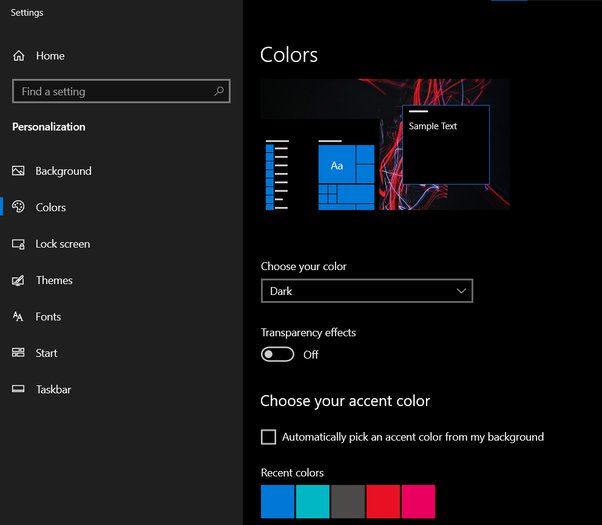 Settings
Home
Find a setting
Personalization
Background
Colors
Lock screen
Themes
Fonts
Start
Taskbar
Colors
Sample Text
Aa
Choose your color
Dark
Transparency effects
Off
Choose your accent color
Automatically pick an accent color from my background
Recent colors